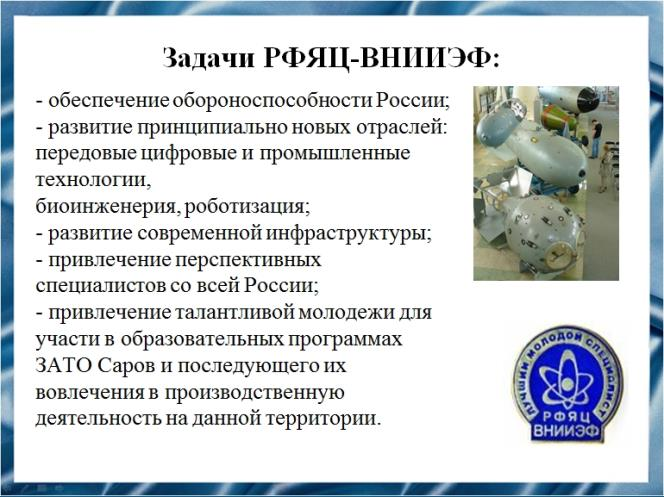 Задачи РФЯЦ-ВНИИЭФ:
- обеспечение обороноспособности России;
- развитие принципиально новых отраслей:
передовые цифровые и промышленные
технологии,
биоинженерия, роботизация;
- развитие современной инфраструктуры;
- привлечение перспективных
специалистов со всей России;
- привлечение талантливой молодежи для
участи в образовательных программах
ЗАТО Саров и последующего их
вовлечения в производственную
деятельность на данной территории.
ЛУЧШИЙ МОЛОДОЙ СПЕЦИАЛИСТ
РФЯЦ
ВНИИЭФ